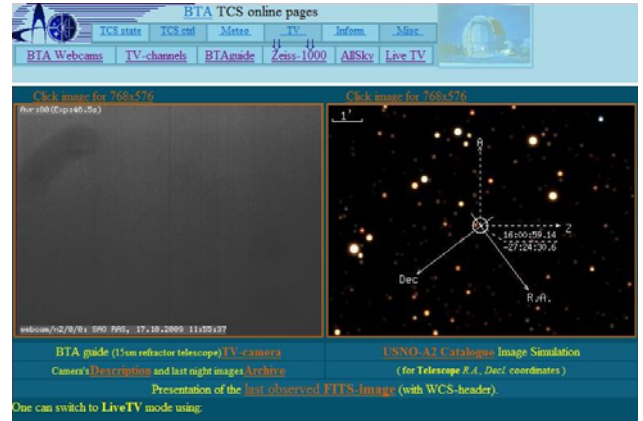 BTA TCS online pages
TCS state TCS ctd Meteo TV Inform. Misc
BTA Webcams TV-channels BTAguide Zeiss-1000 AllSky Live TV
Click image for 768x576 Click image for 768x576
Avr:00(Exp:46.5s)
1'
A
Z
16:00:59.14
-27:24:30.6
Dec
R.A.
webcam/n2/0/0: SAO RAS, 17.10.2009 11:55:37
BTA guide (15sm refractor telescope)TV-camera USNO-A2 Catalogue Image Simulation
Camera'sDescription and last night imagesArchive (for Telescope R.A., Decl. coordinates )
Presentation of the last observed FITS-image (with WCS-header).
One can switch to LiveTV mode using: